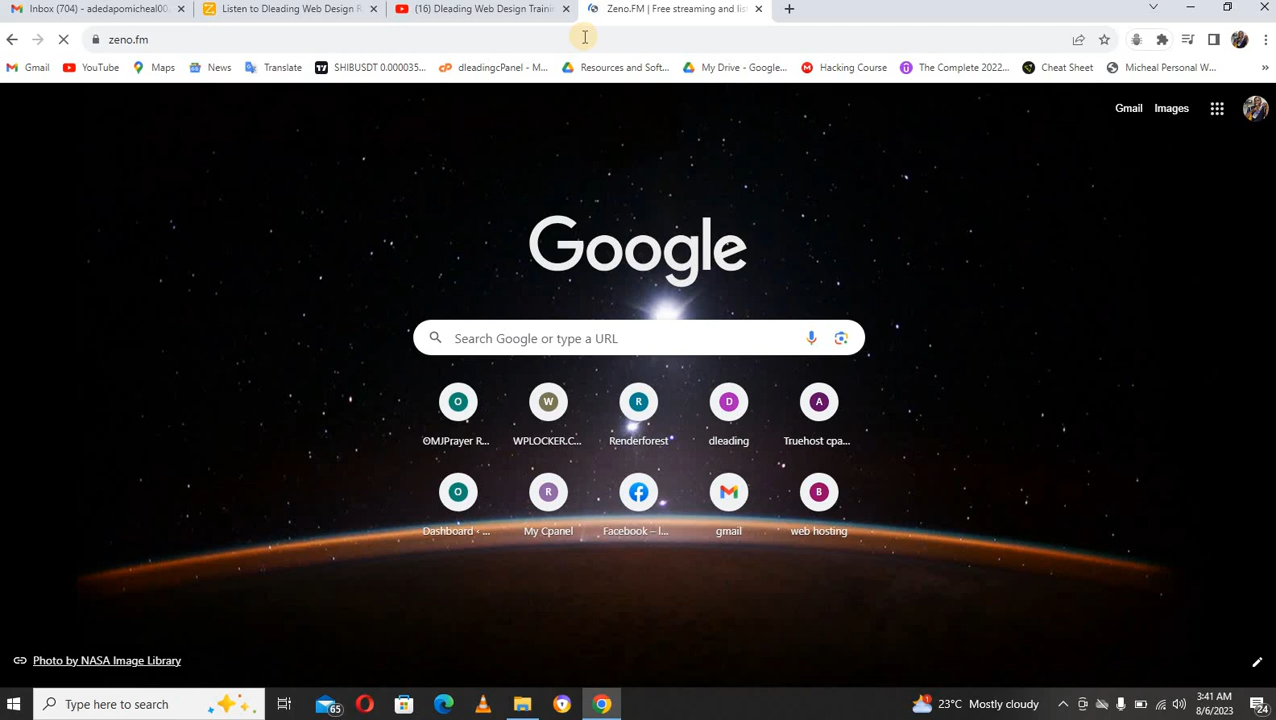 Inbox (704) - adedapomicheal00
Listen to Dleading Web Design R
(16) Dleading Web Design Trainin
Zeno.FM | Free streaming and lis
zeno.fm
Gmail
YouTube
Maps
News
Translate
SHIBUSDT 0.000035...
dleadingcPanel - M...
Resources and Soft...
My Drive - Google...
Hacking Course
The Complete 2022...
Cheat Sheet
Micheal Personal W...
»
Gmail
Images
Google
Search Google or type a URL
O
W
R
D
A
OMJPrayer R...
WPLOCKER.C...
Renderforest
dleading
Truehost cpa...
O
R
B
Dashboard ‹ ...
My Cpanel
Facebook – l...
gmail
web hosting
Photo by NASA Image Library
Type here to search
65
1
23°C Mostly cloudy
3:41 AM
8/6/2023
24